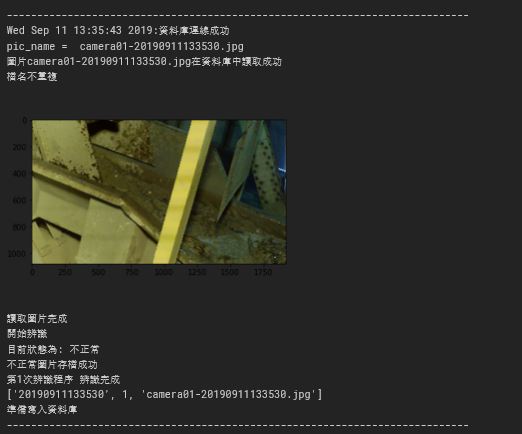 --------------------------------------------------------------------------------
Wed Sep 11 13:35:43 2019:資料庫連線成功
pic_name =  camera01-20190911133530.jpg
圖片camera01-20190911133530.jpg在資料庫中讀取成功
檔名不重複
0
200
400
600
800
1000
0 250 500 750 1000 1250 1500 1750
讀取圖片完成
開始辨識
目前狀態為: 不正常
不正常圖片存檔成功
第1次辨識程序 辨識完成
['20190911133530', 1, 'camera01-20190911133530.jpg']
準備寫入資料庫
--------------------------------------------------------------------------------